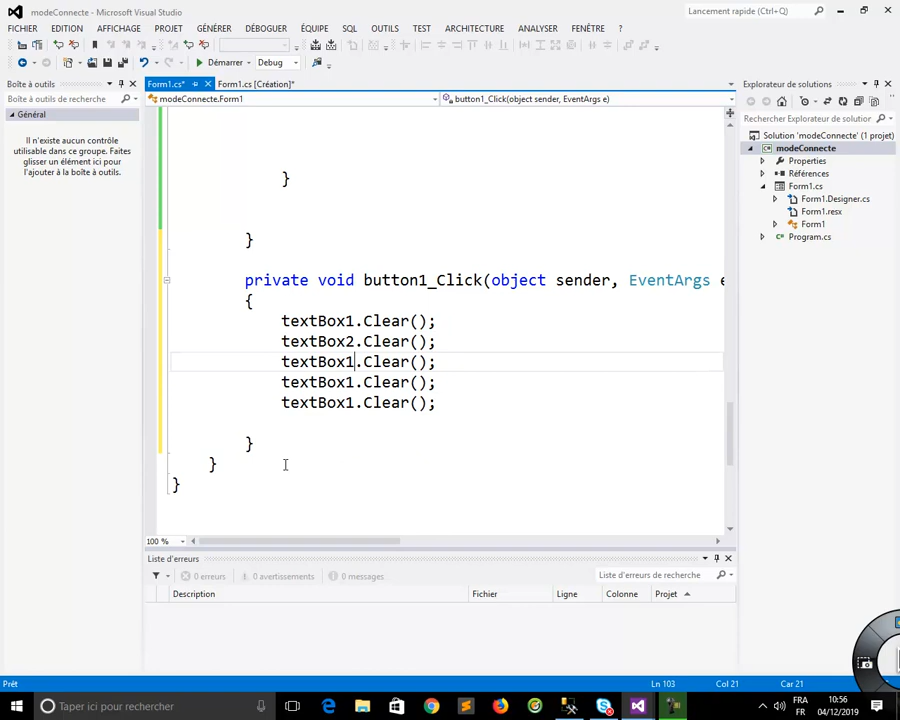 modeConnecte - Microsoft Visual Studio
Lancement rapide (Ctrl+Q)
FICHIER EDITION AFFICHAGE PROJET GÉNÉRER DÉBOGUER ÉQUIPE SQL OUTILS TEST ARCHITECTURE ANALYSER FENÊTRE ?
Démarrer Debug
Boîte à outils
Form1.cs* Form1.cs [Création]*
Explorateur de solutions
Boîte à outils de recherche
modeConnecte.Form1
button1_Click(object sender, EventArgs e)
Rechercher Explorateur de solutions
Général
Il n'existe aucun contrôle
utilisable dans ce groupe. Faites
glisser un élément ici pour
l'ajouter à la boîte d'outils.
Solution 'modeConnecte' (1 projet)
modeConnecte
Properties
Références
Form1.cs
Form1.Designer.cs
Form1.resx
Form1
Program.cs
}
}
private void button1_Click(object sender, EventArgs e
{
textBox1.Clear();
textBox2.Clear();
textBox1.Clear();
textBox1.Clear();
textBox1.Clear();
}
}
}
100 %
Liste d'erreurs
0 erreurs 0 avertissements 0 messages
Liste d'erreurs de recherche
Description Fichier Ligne Colonne Projet
Prêt Ln 103 Col 21 Car 21
Taper ici pour rechercher
FRA
FR
10:56
04/12/2019